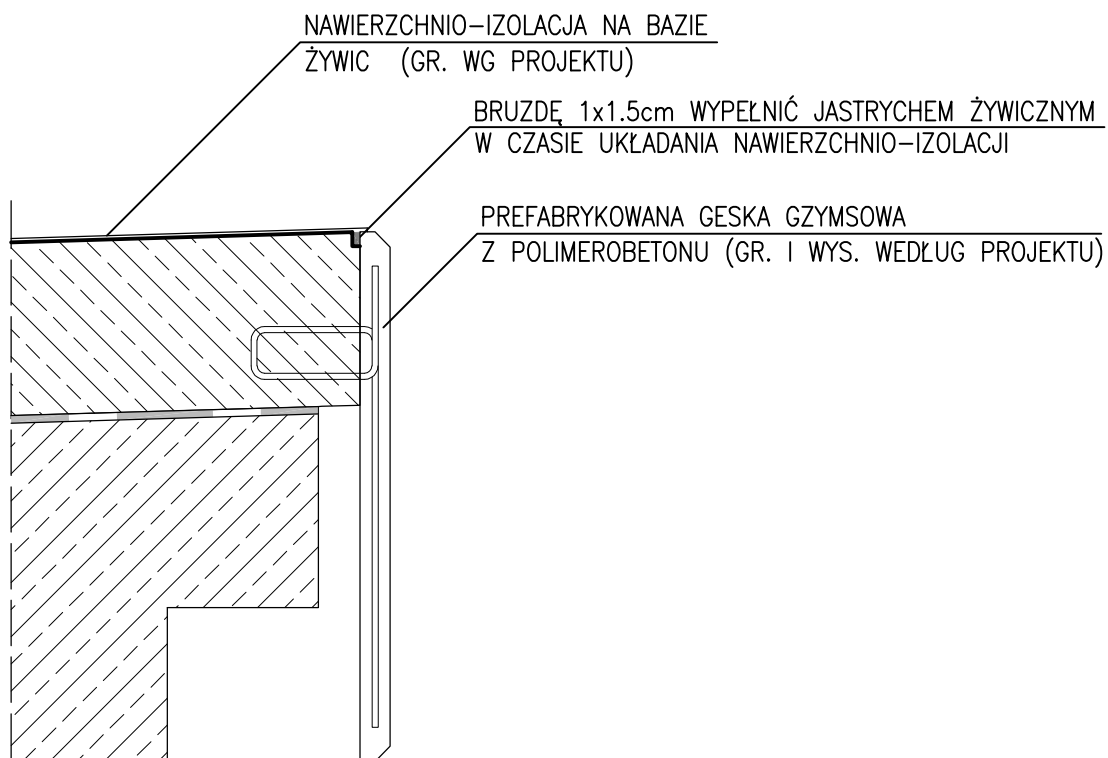 NAWIERZCHNIO-IZOLACJA NA BAZIE
ŻYWIC (GR. WG PROJEKTU)
BRUZDĘ 1x1.5cm WYPEŁNIĆ JASTRYCHEM ŻYWICZNYM
W CZASIE UKŁADANIA NAWIERZCHNIO-IZOLACJI
PREFABRYKOWANA GESKA GZYMSOWA
Z POLIMEROBETONU (GR. I WYS. WEDŁUG PROJEKTU)